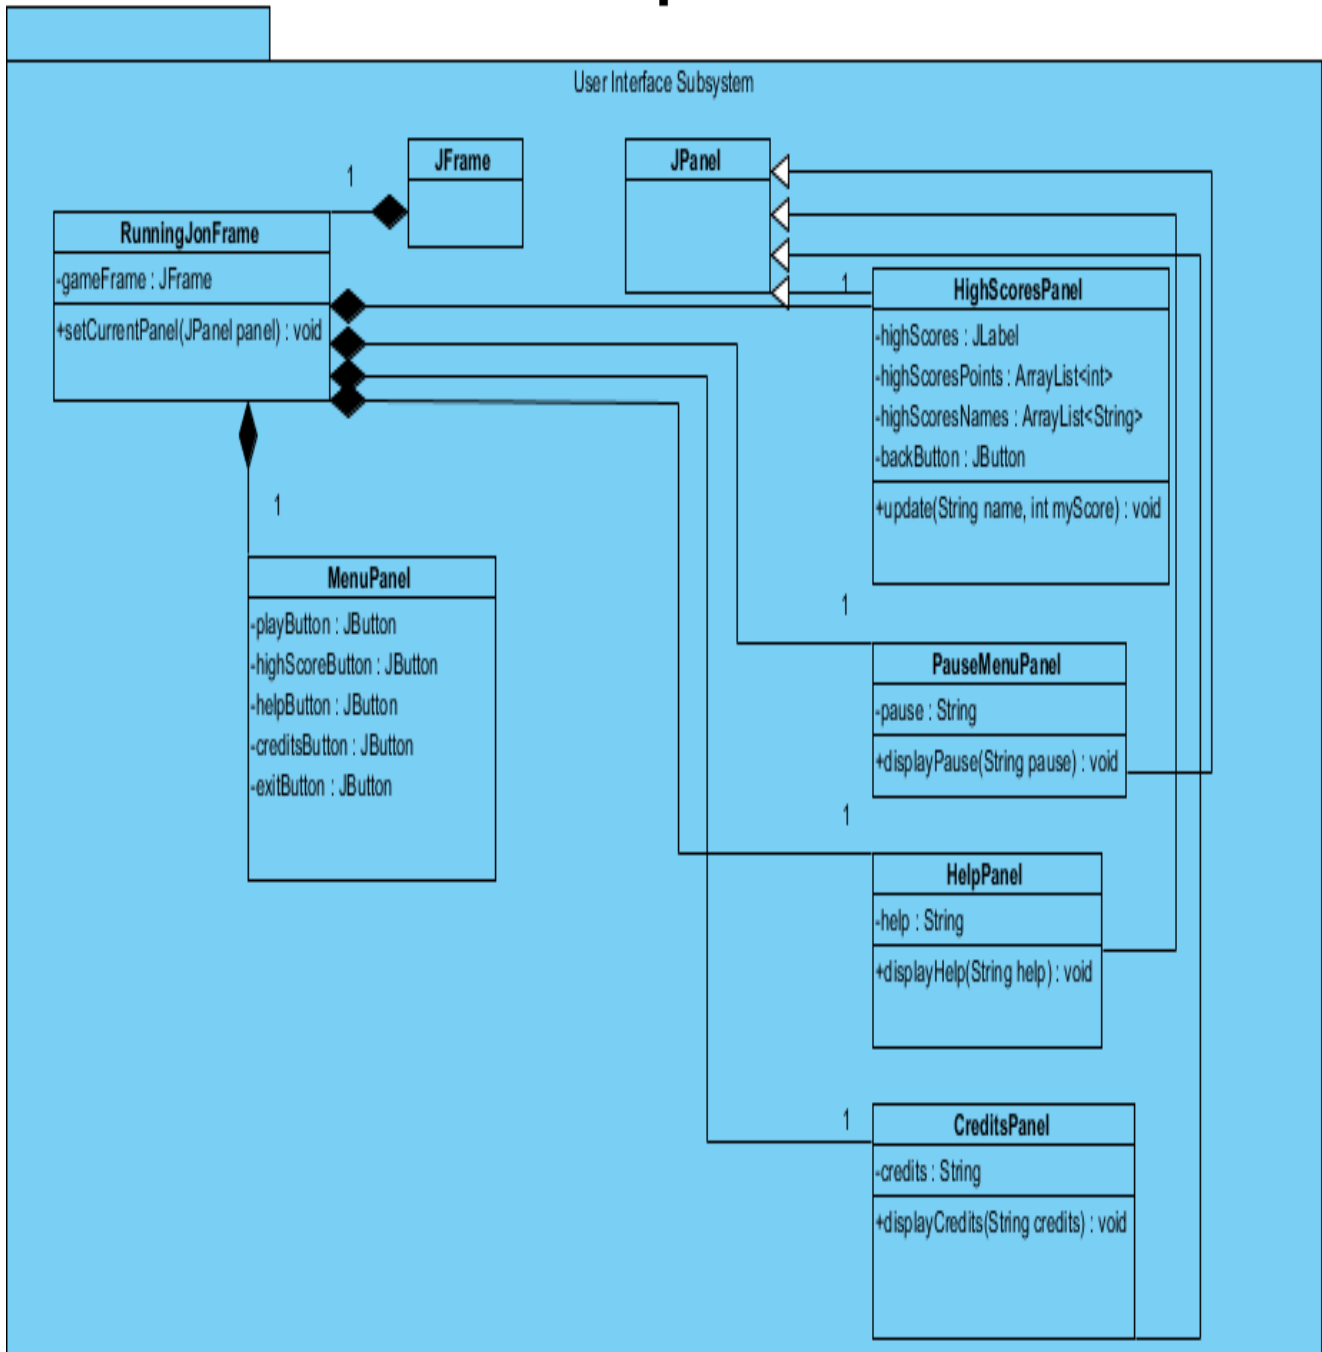 User Interface Subsystem
1
JFrame
JPanel
RunningJonFrame
-gameFrame : JFrame
+setCurrentPanel(JPanel panel) : void
1
HighScoresPanel
-highScores : JLabel
-highScoresPoints : ArrayList<int>
-highScoresNames : ArrayList<String>
-backButton : JButton
+update(String name, int myScore) : void
1
MenuPanel
-playButton : JButton
-highScoreButton : JButton
-helpButton : JButton
-creditsButton : JButton
-exitButton : JButton
1
PauseMenuPanel
-pause : String
+displayPause(String pause) : void
1
HelpPanel
-help : String
+displayHelp(String help) : void
1
CreditsPanel
-credits : String
+displayCredits(String credits) : void